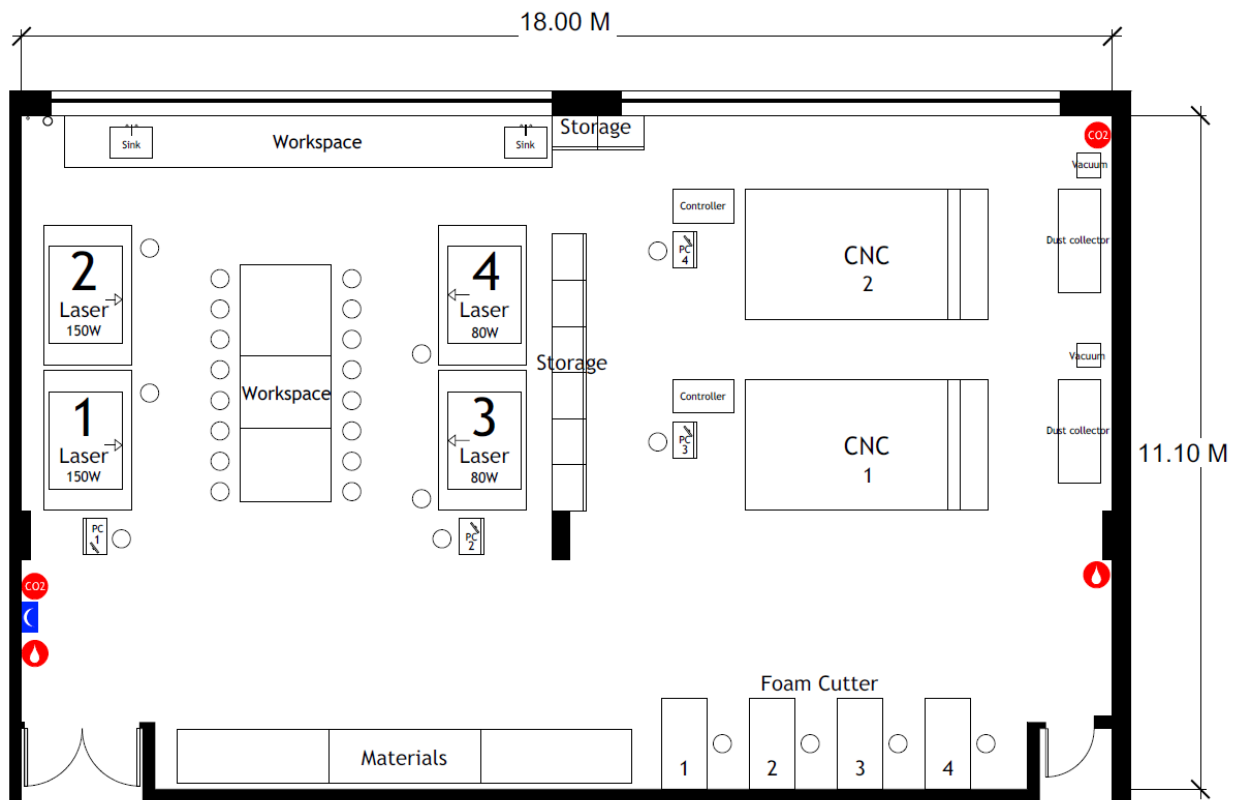 18.00 M
Storage
CO2
Sink
Workspace
Sink
Vacuum
Controller
PC
4
CNC
2
Dust collector
2
Laser
150W
4
Laser
80W
Storage
Vacuum
Workspace
Controller
1
Laser
150W
3
Laser
80W
PC
3
CNC
1
Dust collector
11.10 M
PC
1
PC
2
CO2
Foam Cutter
Materials
1
2
3
4